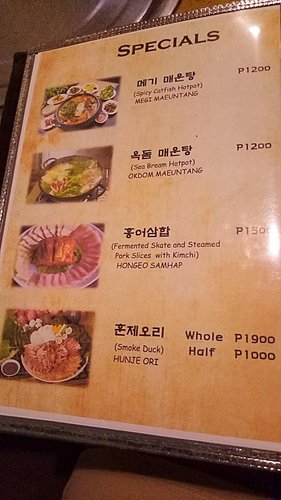 SPECIALS
메기 매운탕 P1200
(Spicy Catfish Hotpot)
MEGI MAEUNTANG
옥돔 매운탕 P1200
(Sea Bream Hotpot)
OKDOM MAEUNTANG
홍어삼합 P1500
(Fermented Skate and Steamed
Pork Slices with Kimchi)
HONGEO SAMHAP
훈제오리 Whole P1900
(Smoke Duck) Half P1000
HUNJE ORI